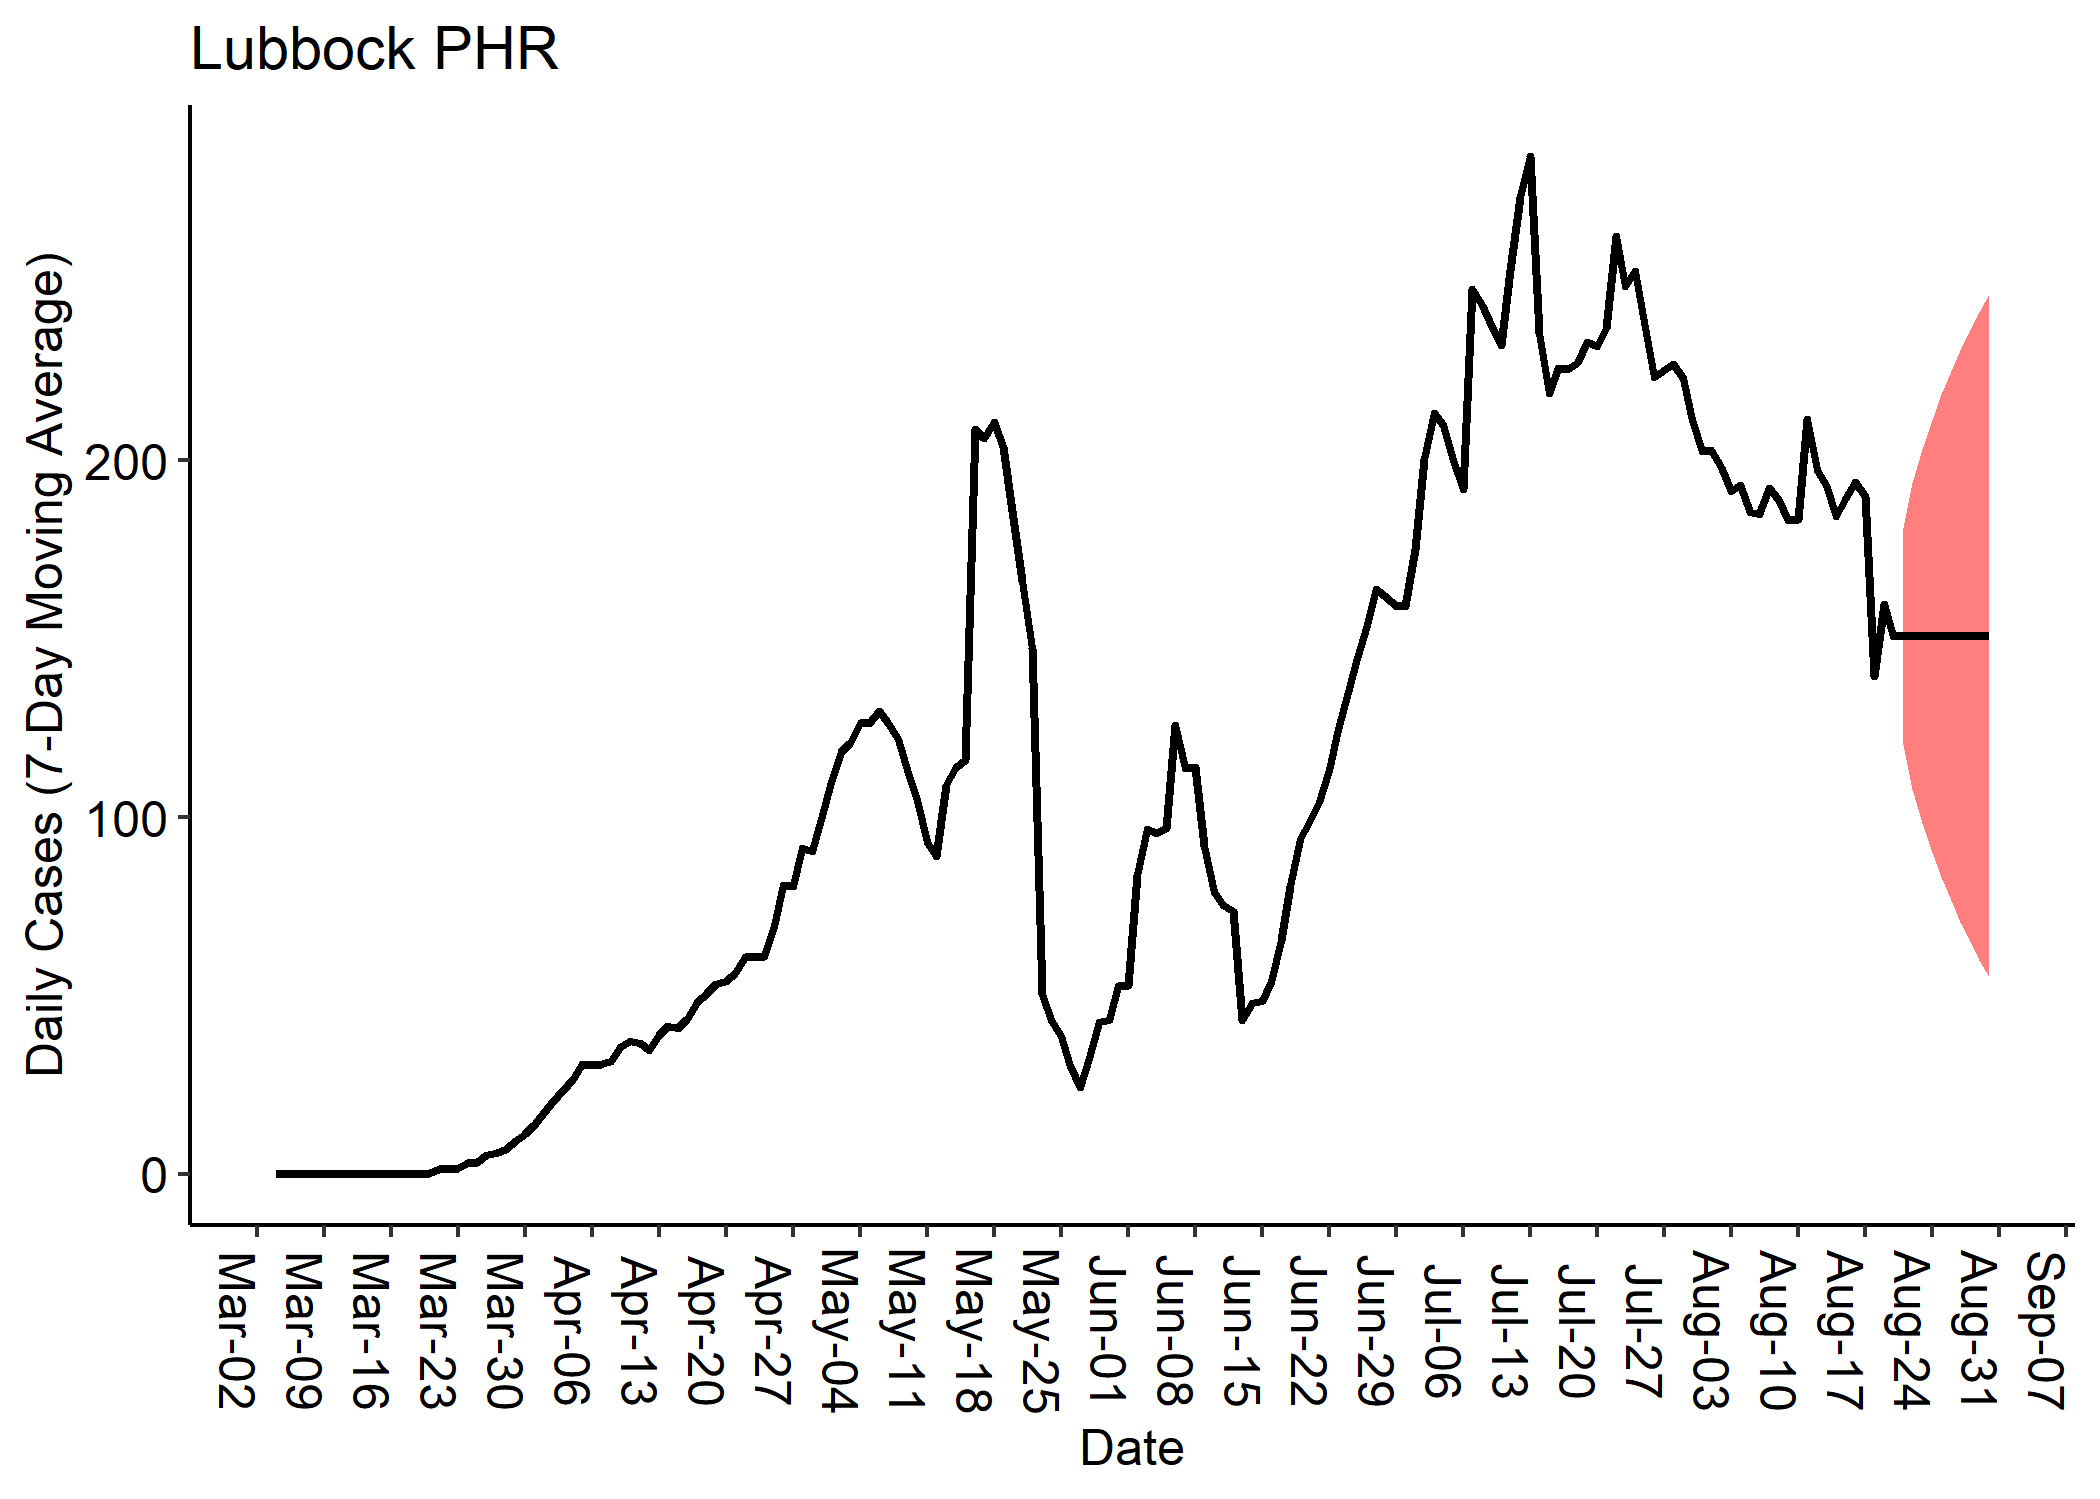 Lubbock PHR
Daily Cases (7-Day Moving Average)
200
100
0
Mar-02
Mar-09
Mar-16
Mar-23
Mar-30
Apr-06
Apr-13
Apr-20
Apr-27
May-04
May-11
May-18
May-25
Jun-01
Jun-08
Jun-15
Jun-22
Jun-29
Jul-06
Jul-13
Jul-20
Jul-27
Aug-03
Aug-10
Aug-17
Aug-24
Aug-31
Sep-07
Date